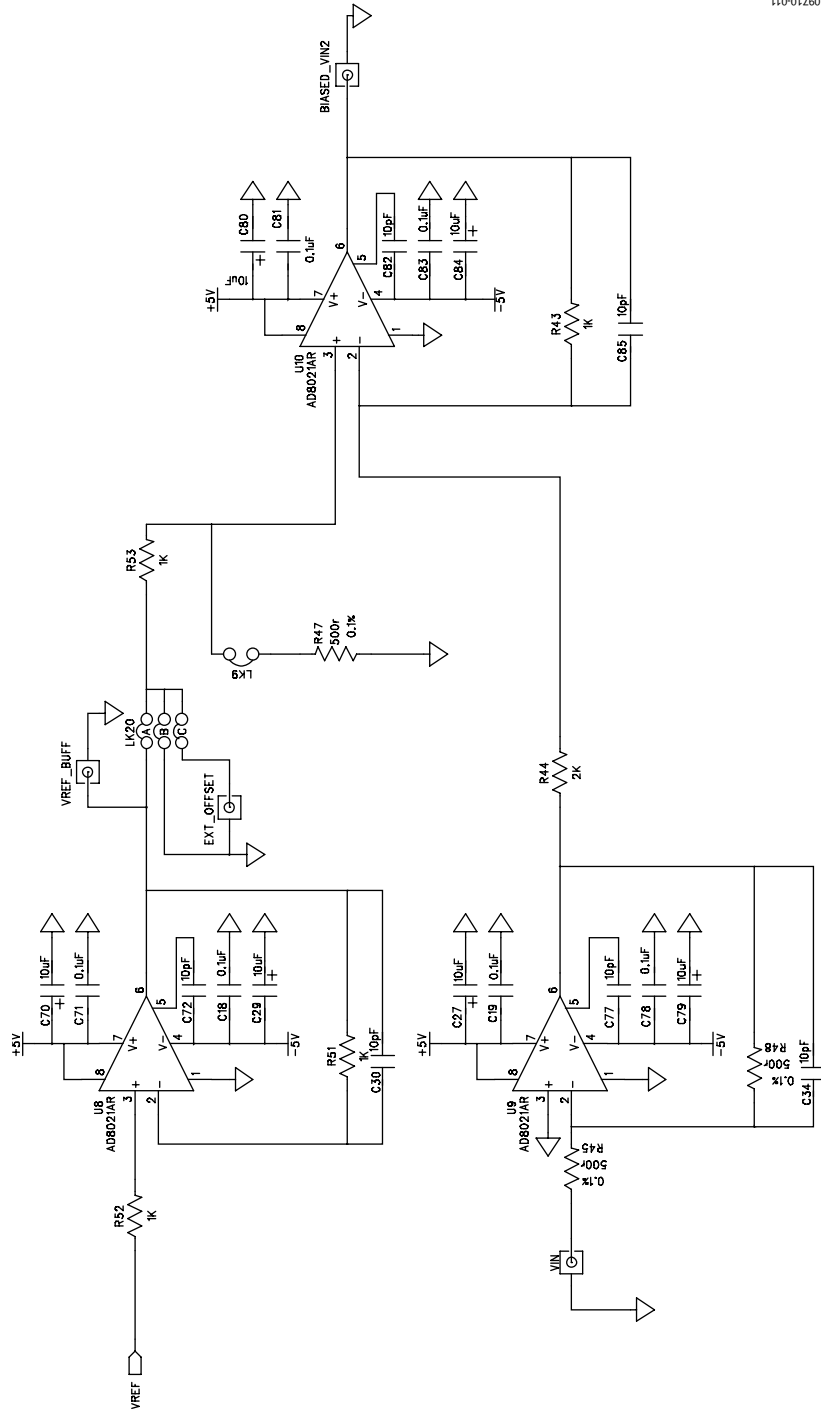 09710-011
BIASED_VIN2
+5V
10uF
C80
C81
0.1uF
8
7
V+
6
5
U10
AD8021AR
3
+
2
−
V−
4
1
C82
10pF
C83
0.1uF
C84
10uF
+
+
−5V
R43
1K
10pF
C85
R53
1K
LK9
R47
500r
0.1%
VREF_BUFF
LK20
A
B
C
EXT_OFFSET
R44
2K
+5V
C70
10uF
+
C71
0.1uF
8
7
V+
6
5
U8
AD8021AR
3
+
2
−
V−
4
1
C72
10pF
C18
0.1uF
C29
10uF
+
−5V
R51
1K
10pF
C30
R52
1K
VREF
+5V
C27
10uF
+
C19
0.1uF
8
7
V+
6
5
U9
AD8021AR
3
+
2
−
V−
4
1
C77
10pF
C78
0.1uF
C79
10uF
+
−5V
R48
500r
0.1%
10pF
C34
R45
500r
0.1%
VIN